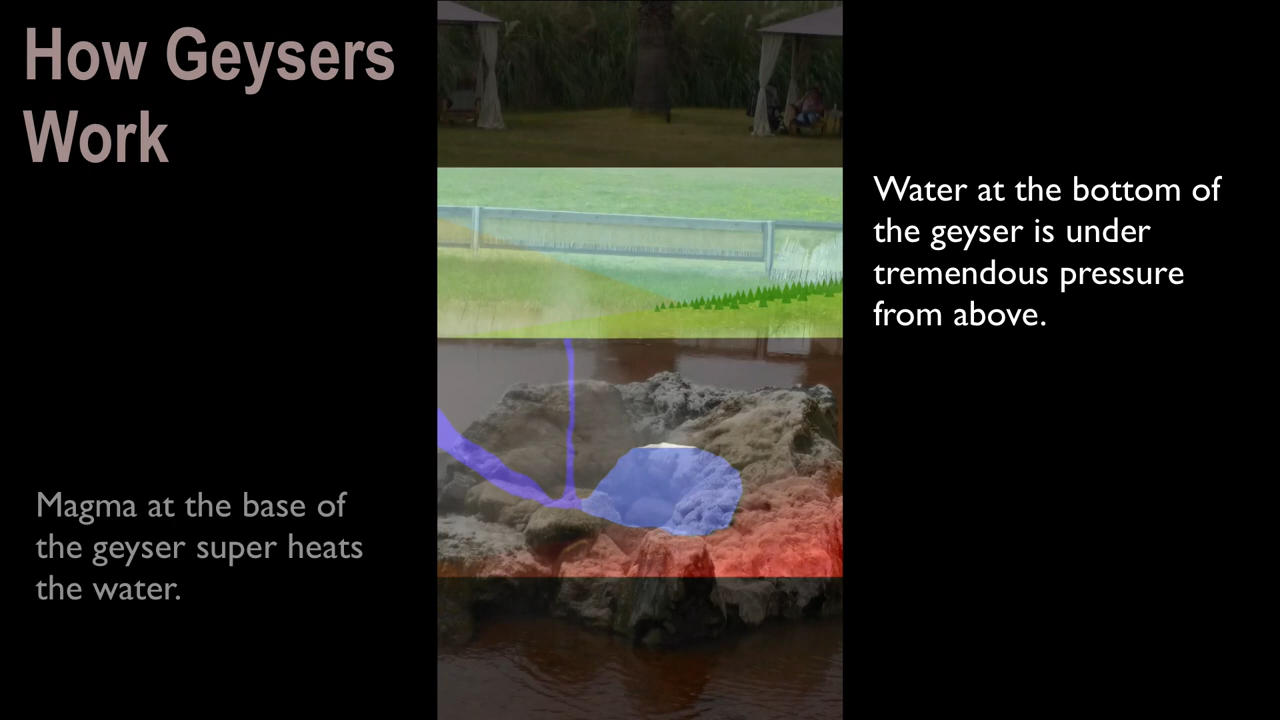 How Geysers
Work
Water at the bottom of
the geyser is under
tremendous pressure
from above.
Magma at the base of
the geyser super heats
the water.